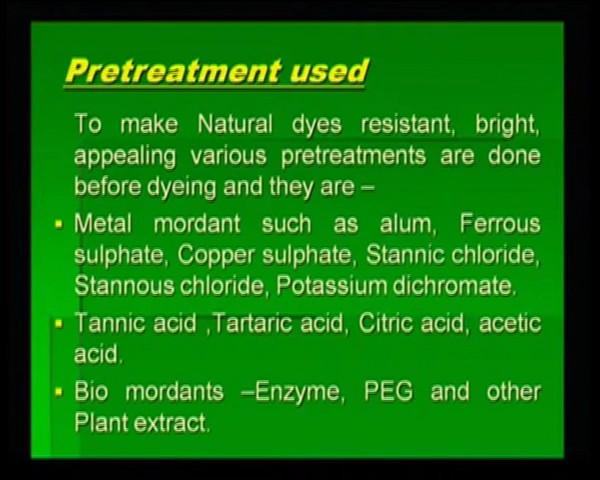 Pretreatment used
To make Natural dyes resistant, bright,
appealing various pretreatments are done
before dyeing and they are –
▪ Metal mordant such as alum, Ferrous
sulphate, Copper sulphate, Stannic chloride,
Stannous chloride, Potassium dichromate.
▪ Tannic acid ,Tartaric acid, Citric acid, acetic
acid.
▪ Bio mordants –Enzyme, PEG and other
Plant extract.